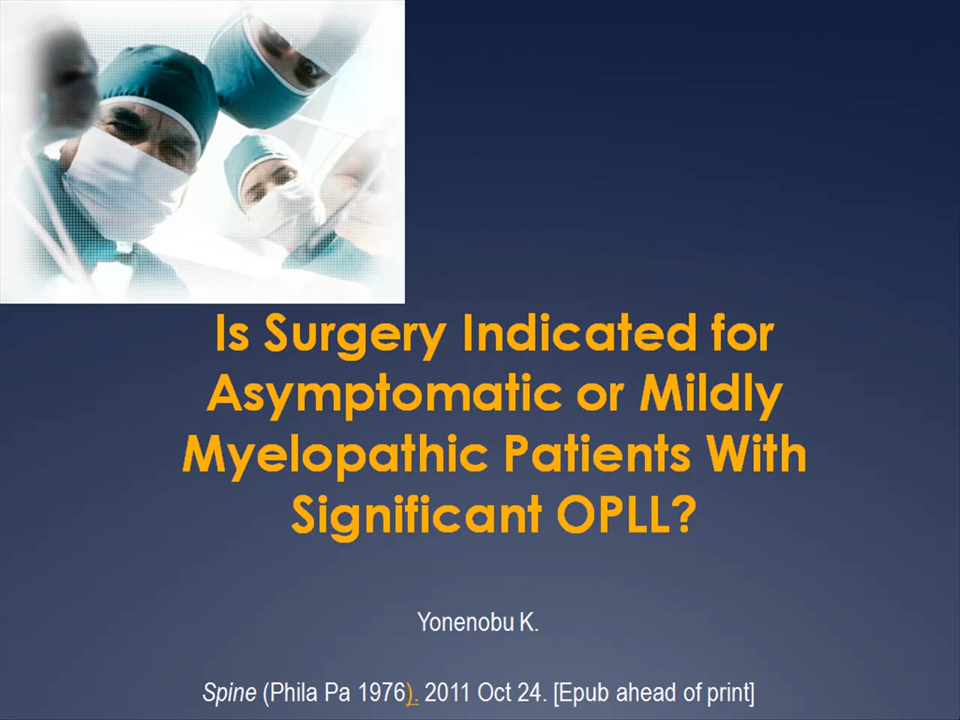 Is Surgery Indicated for
Asymptomatic or Mildly
Myelopathic Patients With
Significant OPLL?
Yonenobu K.
Spine (Phila Pa 1976). 2011 Oct 24. [Epub ahead of print]